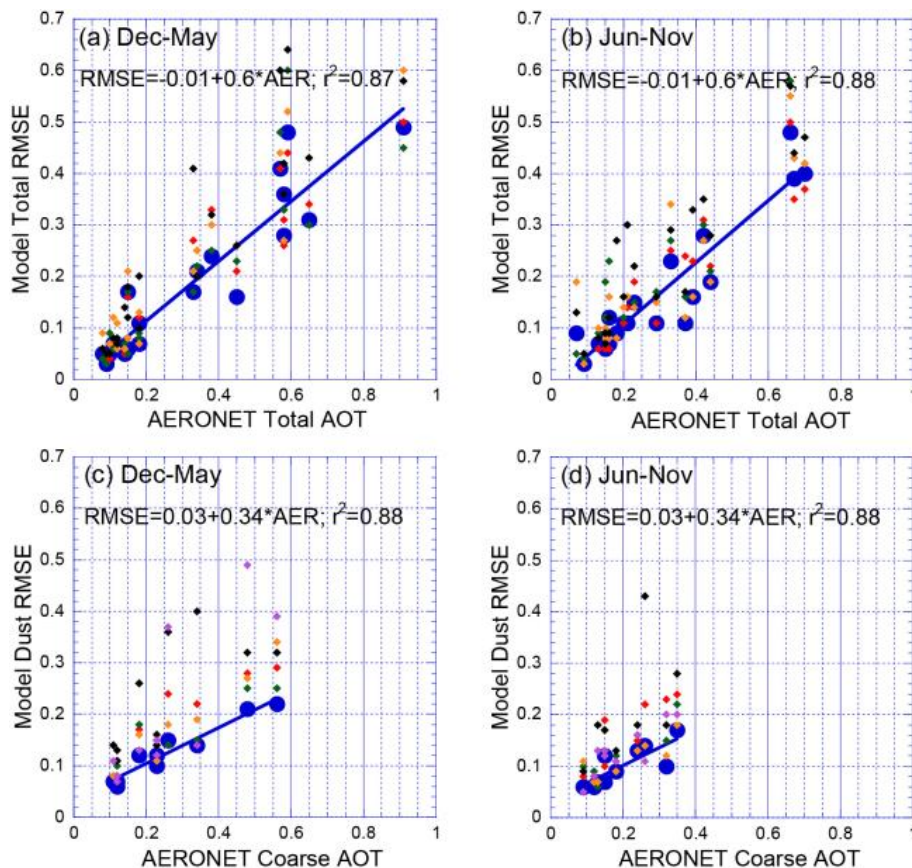 (a) Dec-May
RMSE=-0.01+0.6*AER; r²=0.87
Model Total RMSE
0.7
0.6
0.5
0.4
0.3
0.2
0.1
0
0 0.2 0.4 0.6 0.8 1
AERONET Total AOT
(b) Jun-Nov
RMSE=-0.01+0.6*AER; r²=0.88
Model Total RMSE
0.7
0.6
0.5
0.4
0.3
0.2
0.1
0
0 0.2 0.4 0.6 0.8 1
AERONET Total AOT
(c) Dec-May
RMSE=0.03+0.34*AER; r²=0.88
Model Dust RMSE
0.7
0.6
0.5
0.4
0.3
0.2
0.1
0
0 0.2 0.4 0.6 0.8 1
AERONET Coarse AOT
(d) Jun-Nov
RMSE=0.03+0.34*AER; r²=0.88
Model Dust RMSE
0.7
0.6
0.5
0.4
0.3
0.2
0.1
0
0 0.2 0.4 0.6 0.8 1
AERONET Coarse AOT